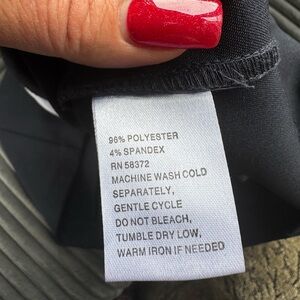 96% POLYESTER
4% SPANDEX
RN 58372
MACHINE WASH COLD
SEPARATELY,
GENTLE CYCLE
DO NOT BLEACH,
TUMBLE DRY LOW,
WARM IRON IF NEEDED